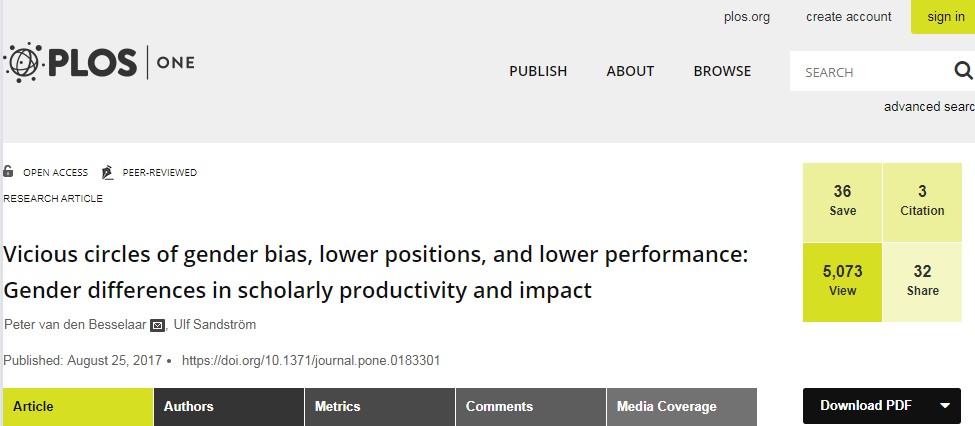 plos.org create account sign in
PLOS ONE
PUBLISH ABOUT BROWSE SEARCH
advanced searc
OPEN ACCESS PEER-REVIEWED
RESEARCH ARTICLE
Vicious circles of gender bias, lower positions, and lower performance:
Gender differences in scholarly productivity and impact
Peter van den Besselaar , Ulf Sandström
Published: August 25, 2017 • https://doi.org/10.1371/journal.pone.0183301
36 3
Save Citation
5,073 32
View Share
Article Authors Metrics Comments Media Coverage
Download PDF